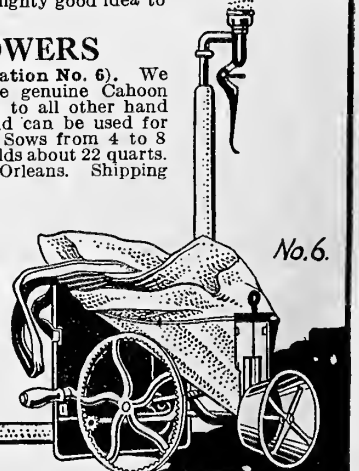 ghty good idea to
OWERS
ation No. 6). We
e genuine Cahoon
to all other hand
d can be used for
Sows from 4 to 8
lds about 22 quarts.
Orleans. Shipping
No.6.